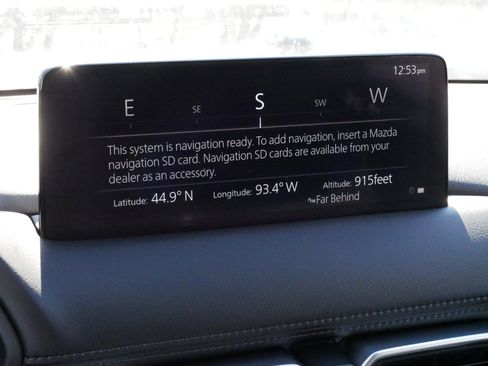 12:53pm
E SE S SW W
This system is navigation ready. To add navigation, insert a Mazda
navigation SD card. Navigation SD cards are available from your
dealer as an accessory.
Latitude: 44.9° N Longitude: 93.4° W Altitude: 915feet
Far Behind